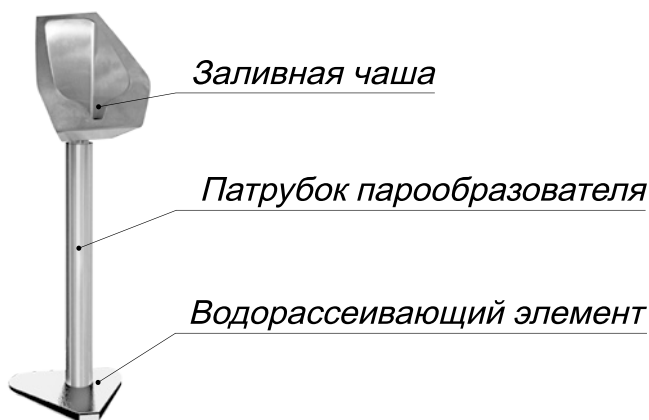 Заливная чаша
Патрубок парообразователя
Водорассеивающий элемент